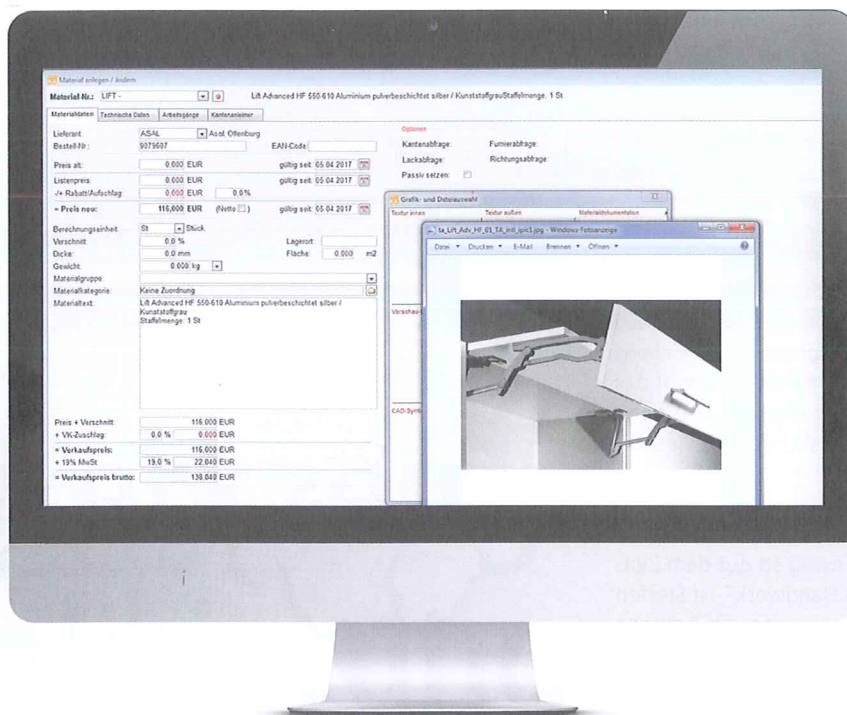 Material anlegen / ändern
Material-Nr.: LIFT - Lift Advanced HF 550-610 Aluminium pulverbeschichtet silber / KunststoffgrauStaffelmenge: 1 St
Materialdaten Technische Daten Arbeitsgänge Kantenanleimer
Lieferant: ASAL Asal, Offenburg
Bestell-Nr.: 9079607 EAN-Code:
Preis alt: 0,000 EUR gültig seit: 05.04.2017
Listenpreis: 0,000 EUR gültig seit: 05.04.2017
-/+ Rabatt/Aufschlag: 0,000 EUR 0,0%
= Preis neu: 116,000 EUR (Netto ) gültig seit: 05.04.2017
Berechnungseinheit: St Stück
Verschnitt: 0,0 % Lagerort:
Dicke: 0,0 mm Fläche: 0.000 m2
Gewicht: 0.000 kg
Materialgruppe:
Materialkategorie: Keine Zuordnung
Materialtext: Lift Advanced HF 550-610 Aluminium pulverbeschichtet silber /
Kunststoffgrau
Staffelmenge: 1 St
Preis + Verschnitt: 116.000 EUR
+ VK-Zuschlag: 0,0 % 0.000 EUR
= Verkaufspreis: 116,000 EUR
+ 19% MwSt 19,0 % 22,040 EUR
= Verkaufspreis brutto: 138,040 EUR
Optionen
Kantenabfrage: Furnierabfrage:
Lackabfrage: Richtungsabfrage:
Passiv setzen:
Grafik- und Dateiauswahl
Textur innen Textur außen Materialdokumentation
ta_Lift_Adv_HF_01_TA_intl_ipic1.jpg - Windows-Fotoanzeige
Datei Drucken E-Mail Brennen Öffnen
Vorschau-
CAD-Symb